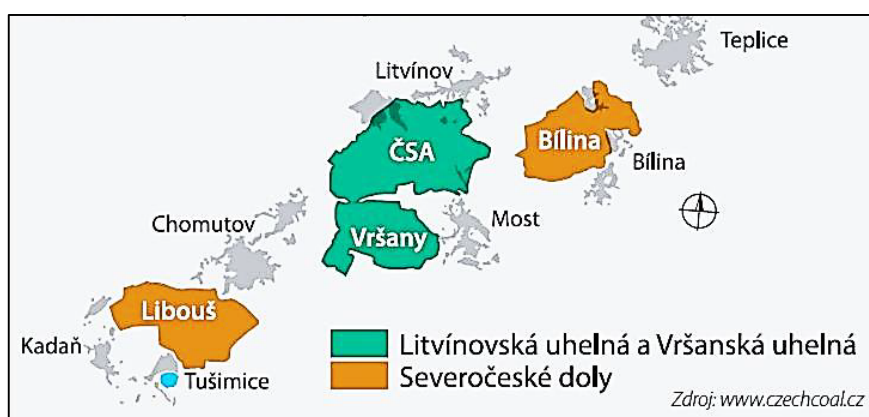 Teplice
Litvínov
ČSA
Bílina
Bílina
Chomutov
Most
Vršany
Libouš
Kadaň
Tušimice
Litvínovská uhelná a Vršanská uhelná
Severočeské doly
Zdroj: www.czechcoal.cz